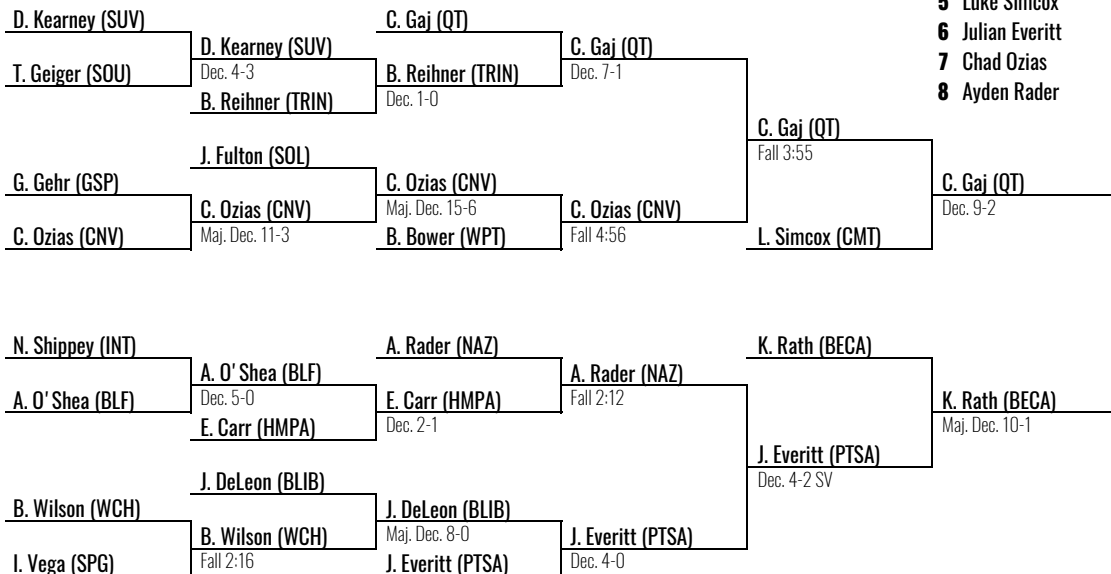 5 Luke Simcox
6 Julian Everitt
7 Chad Ozias
8 Ayden Rader
D. Kearney (SUV)
T. Geiger (SOU)
D. Kearney (SUV)
Dec. 4-3
B. Reihner (TRIN)
C. Gaj (QT)
B. Reihner (TRIN)
Dec. 1-0
C. Gaj (QT)
Dec. 7-1
G. Gehr (GSP)
C. Ozias (CNV)
J. Fulton (SOL)
C. Ozias (CNV)
Maj. Dec. 11-3
C. Ozias (CNV)
Maj. Dec. 15-6
B. Bower (WPT)
C. Ozias (CNV)
Fall 4:56
C. Gaj (QT)
Fall 3:55
L. Simcox (CMT)
C. Gaj (QT)
Dec. 9-2
N. Shippey (INT)
A. O'Shea (BLF)
A. O'Shea (BLF)
Dec. 5-0
E. Carr (HMPA)
A. Rader (NAZ)
E. Carr (HMPA)
Dec. 2-1
A. Rader (NAZ)
Fall 2:12
B. Wilson (WCH)
I. Vega (SPG)
J. DeLeon (BLIB)
B. Wilson (WCH)
Fall 2:16
J. DeLeon (BLIB)
Maj. Dec. 8-0
J. Everitt (PTSA)
J. Everitt (PTSA)
Dec. 4-0
K. Rath (BECA)
J. Everitt (PTSA)
Dec. 4-2 SV
K. Rath (BECA)
Maj. Dec. 10-1